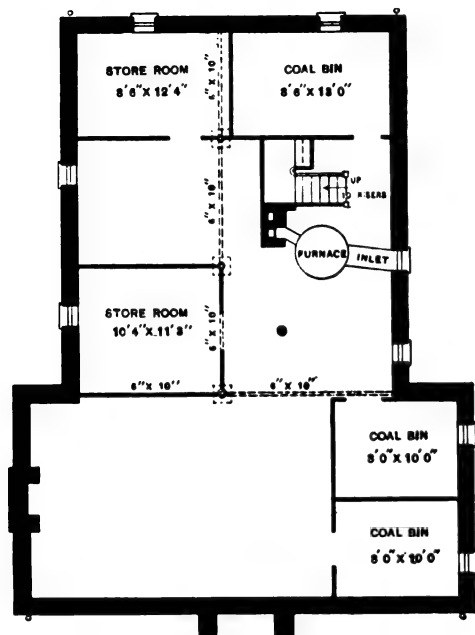 STORE ROOM
8'6" X 12'4"
6" X 10"
COAL BIN
8'6" X 13'0"
6" X 10"
UP
RISERS
FURNACE
INLET
STORE ROOM
10'4" X 11'3"
6" X 10"
6" X 10"
6" X 10"
COAL BIN
8'0" X 10'0"
COAL BIN
8'0" X 10'0"